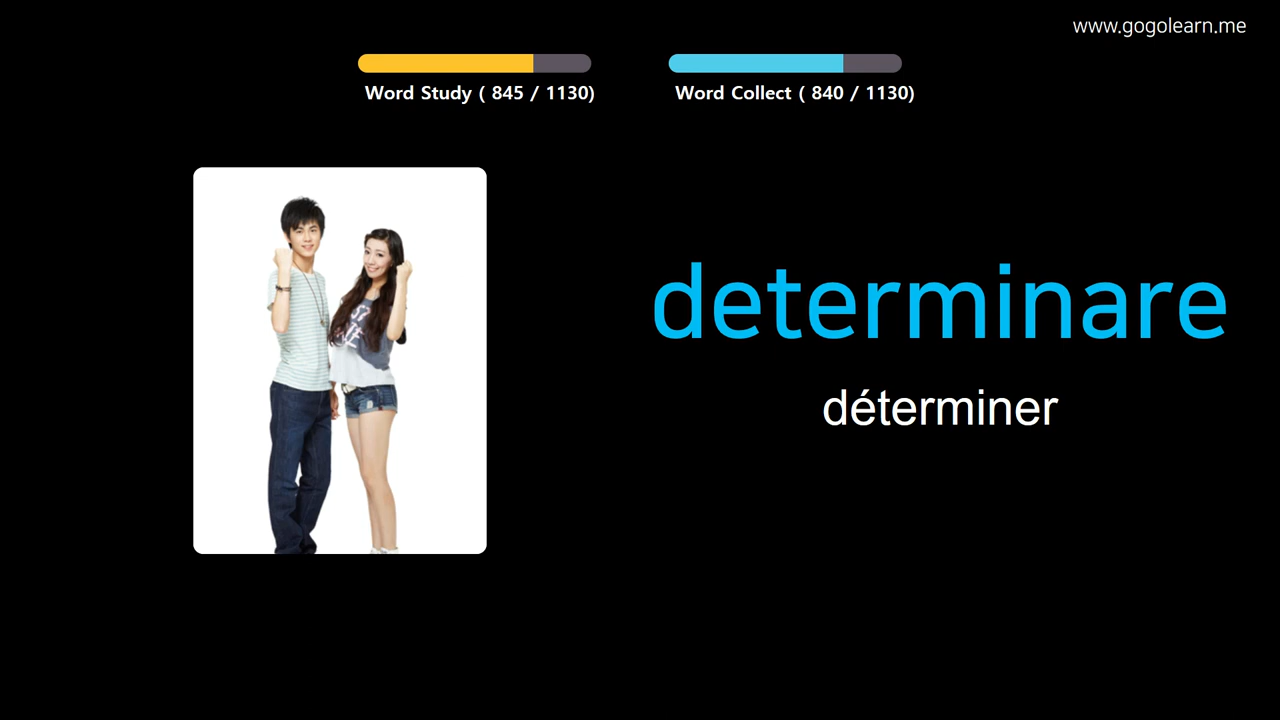 www.gogolearn.me
Word Study ( 845 / 1130)
Word Collect ( 840 / 1130)
determinare
déterminer